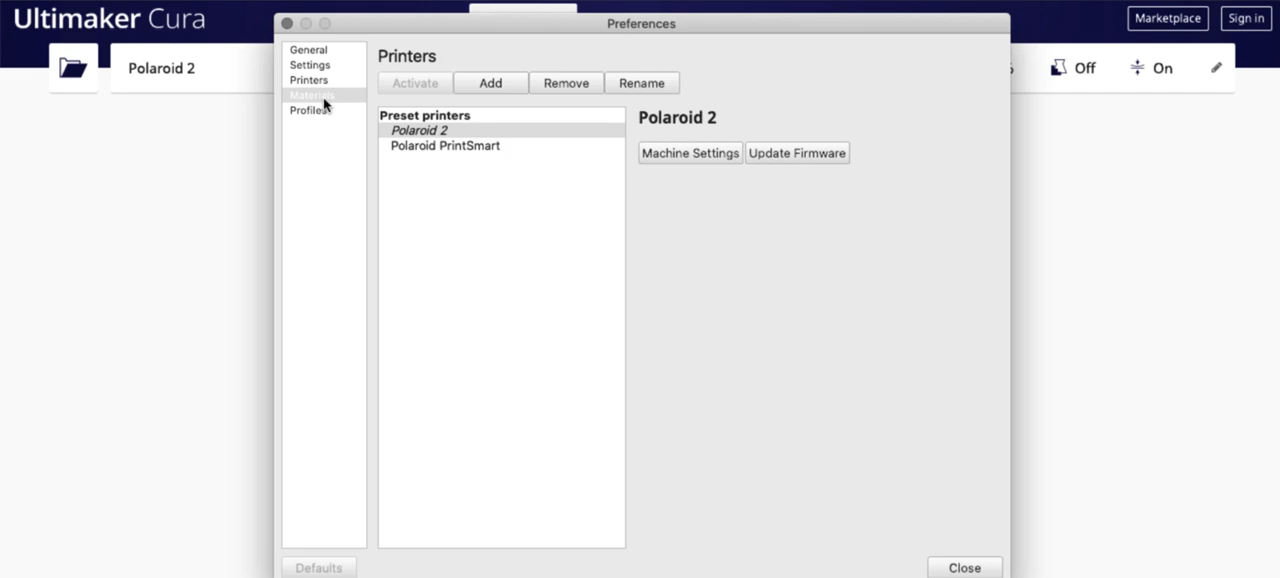 Ultimaker Cura
Preferences
Marketplace
Sign in
Polaroid 2
Off
On
General
Settings
Printers
Materials
Profiles
Printers
Activate
Add
Remove
Rename
Preset printers
Polaroid 2
Polaroid PrintSmart
Polaroid 2
Machine Settings
Update Firmware
Defaults
Close